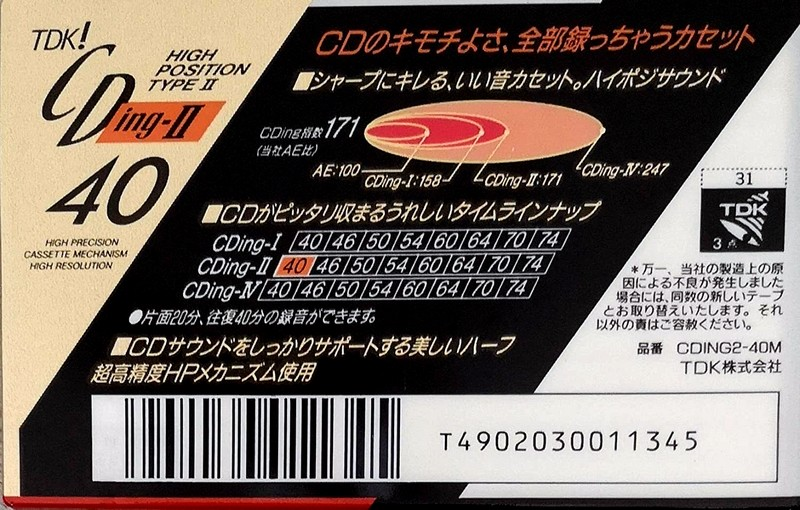 TDK!
CDing-II
HIGH
POSITION
TYPE II
40
HIGH PRECISION
CASSETTE MECHANISM
HIGH RESOLUTION
CDのキモチよさ、全部録っちゃうカセット
■シャープにキレる、いい音カセット。ハイポジサウンド
CDing指数171
(当社AE比)
AE:100
CDing-I:158
CDing-II:171
CDing-IV:247
■CDがピッタリ収まるうれしいタイムラインナップ
CDing-I 40 46 50 54 60 64 70 74
CDing-II 40 46 50 54 60 64 70 74
CDing-IV 40 46 50 54 60 64 70 74
●片面20分、往復40分の録音ができます。
■CDサウンドをしっかりサポートする美しいハーフ
超高精度HPメカニズム使用
31
TDK
3点
*万一、当社の製造上の原
因による不良が発生しました
場合には、同数の新しいテープ
とお取り替えいたします。それ
以外の責はご容赦ください。
品番 CDING2-40M
TDK株式会社
T4902030011345